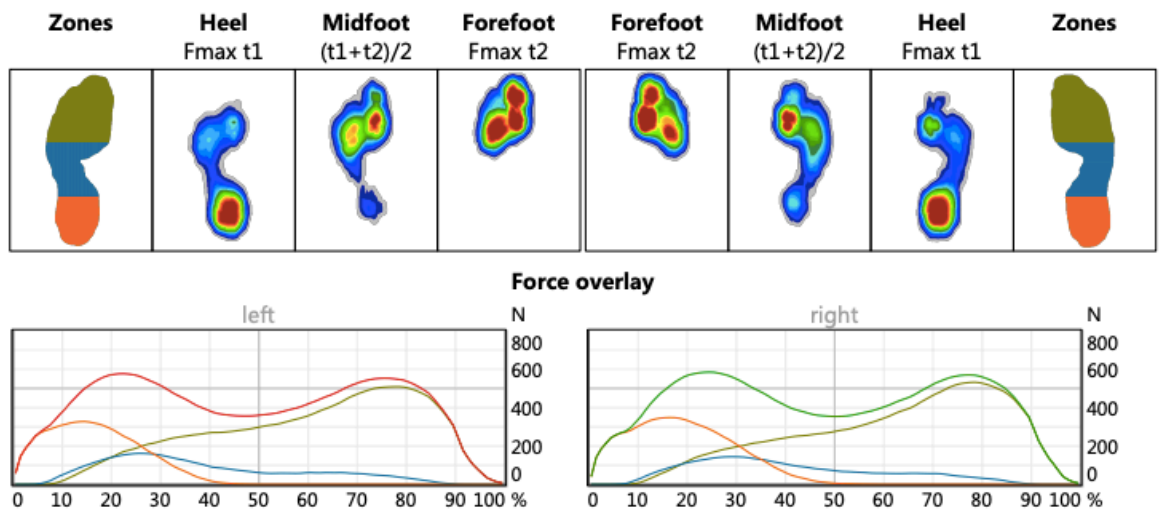 Zones Heel Midfoot Forefoot Forefoot Midfoot Heel Zones
Fmax t1 (t1+t2)/2 Fmax t2 Fmax t2 (t1+t2)/2 Fmax t1
Force overlay
left N right N
800 800
600 600
400 400
200 200
0 0
0 10 20 30 40 50 60 70 80 90 100 % 0 10 20 30 40 50 60 70 80 90 100 %